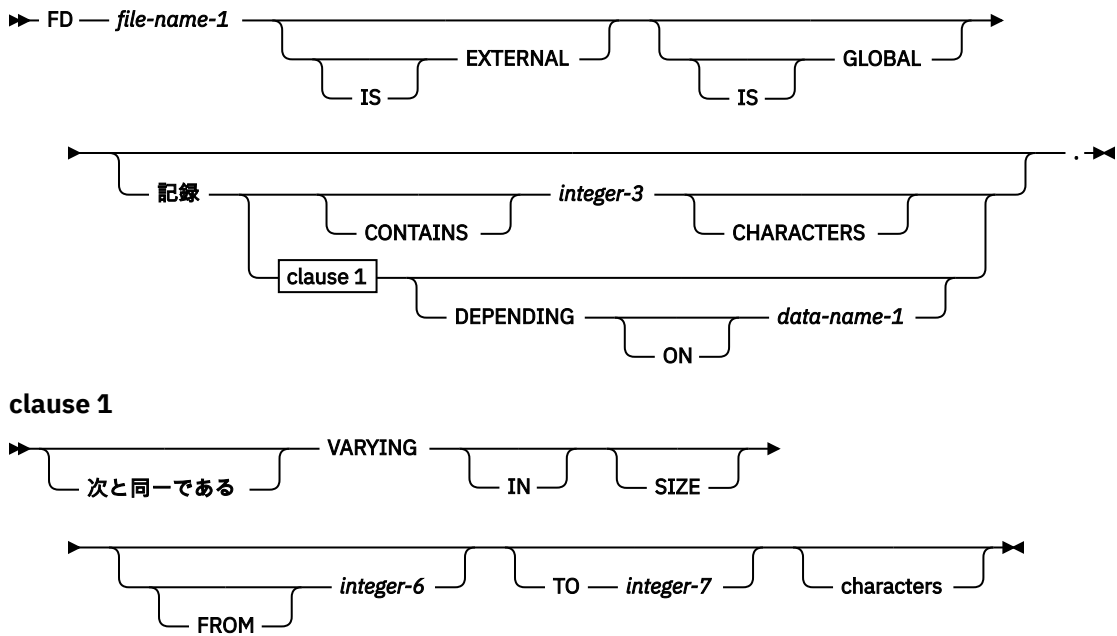 FD file-name-1
EXTERNAL GLOBAL
IS IS
.
記録 integer-3
CONTAINS CHARACTERS
clause 1
DEPENDING data-name-1
ON
clause 1
VARYING
次と同一である IN SIZE
integer-6 TO integer-7 characters
FROM